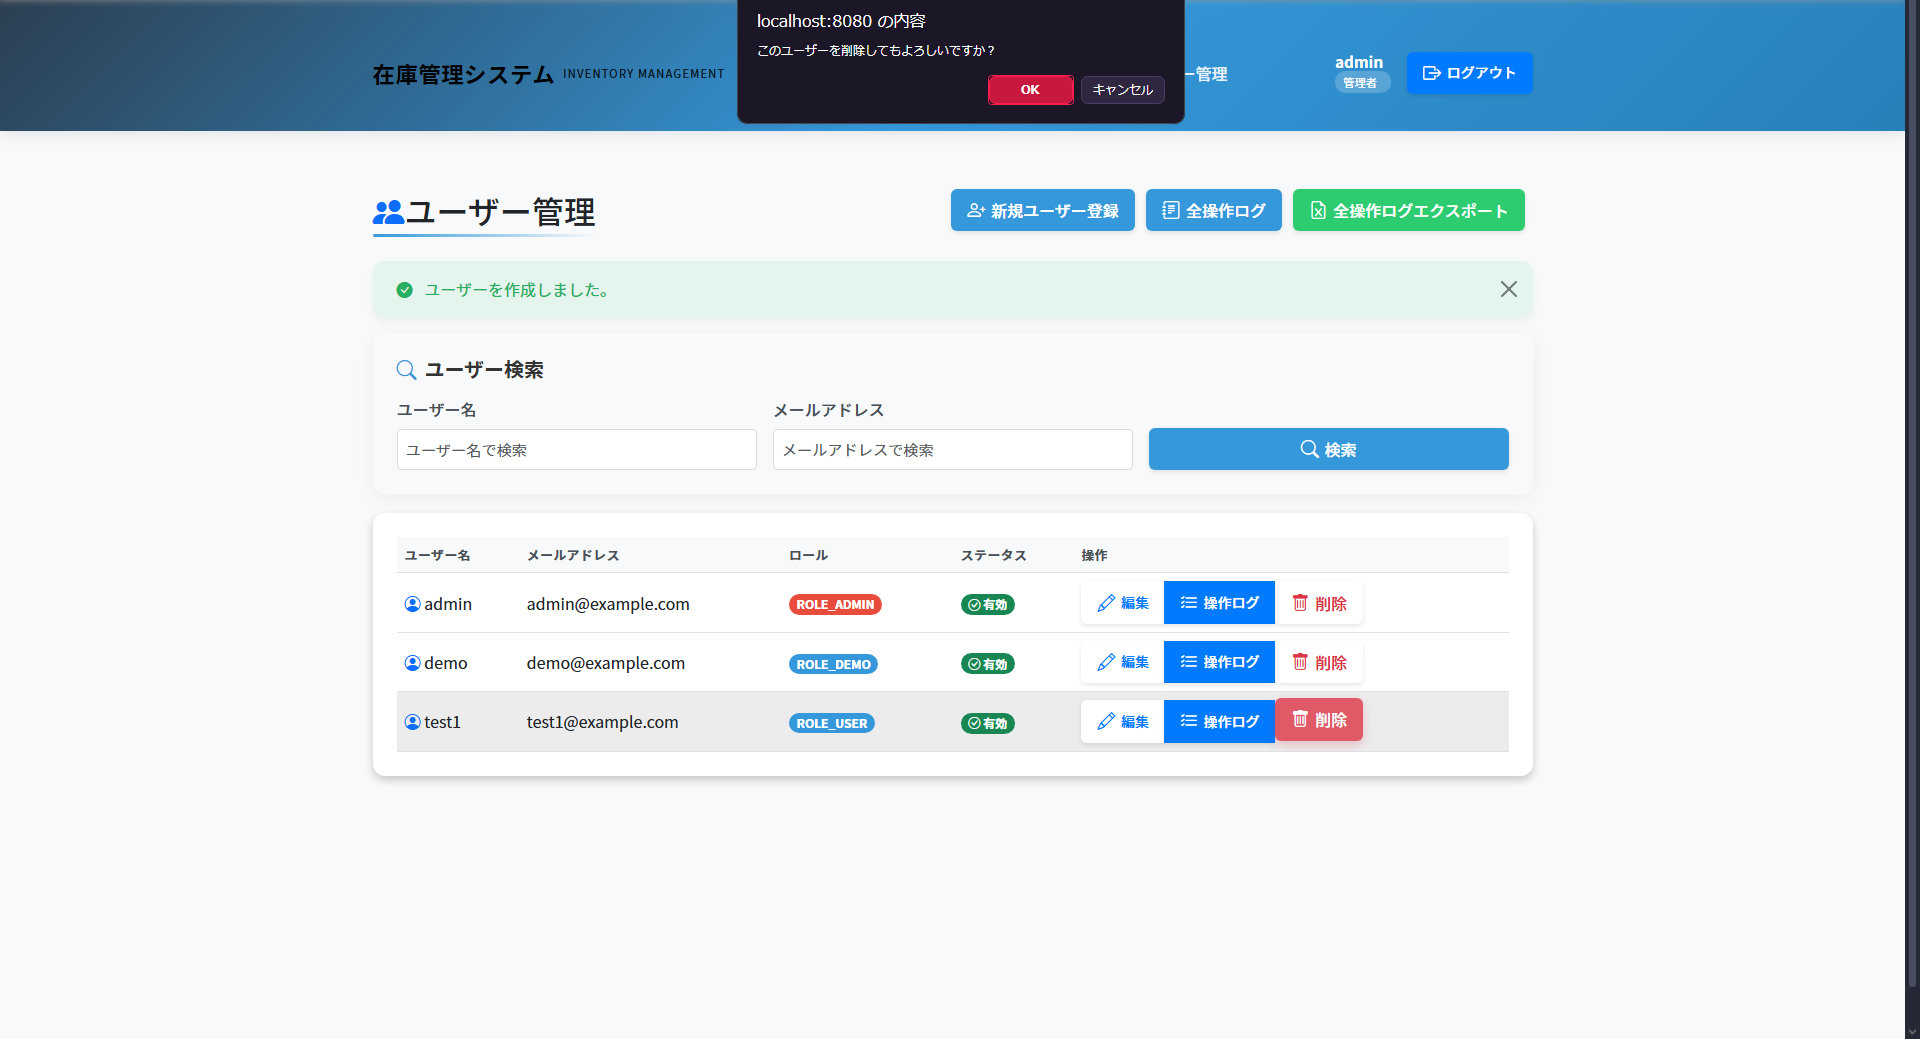 localhost:8080 の内容
このユーザーを削除してもよろしいですか？
OK
キャンセル
在庫管理システム INVENTORY MANAGEMENT
ー管理
admin
管理者
ログアウト
ユーザー管理
新規ユーザー登録
全操作ログ
全操作ログエクスポート
ユーザーを作成しました。
ユーザー検索
ユーザー名
メールアドレス
ユーザー名で検索
メールアドレスで検索
検索
ユーザー名 メールアドレス ロール ステータス 操作
admin admin@example.com ROLE_ADMIN 有効 編集 操作ログ 削除
demo demo@example.com ROLE_DEMO 有効 編集 操作ログ 削除
test1 test1@example.com ROLE_USER 有効 編集 操作ログ 削除